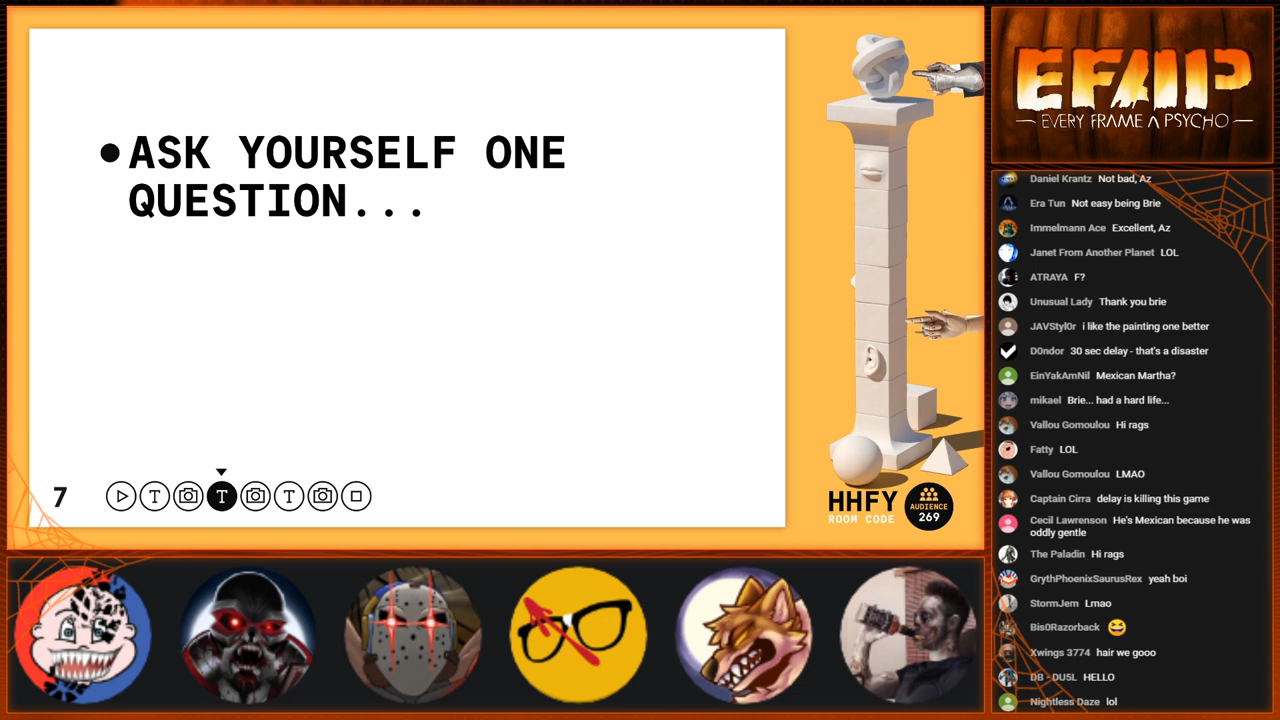 • ASK YOURSELF ONE
QUESTION...
7
T
T
T
HHFY
ROOM CODE
AUDIENCE
269
EFAP
EVERY FRAME A PSYCHO
Daniel Krantz Not bad, Az
Era Tun Not easy being Brie
Immelmann Ace Excellent, Az
Janet From Another Planet LOL
ATRAYA F?
Unusual Lady Thank you brie
JAVStyl0r i like the painting one better
D0ndor 30 sec delay - that's a disaster
EinYakAmNil Mexican Martha?
mikael Brie... had a hard life...
Vallou Gomoulou Hi rags
Fatty LOL
Vallou Gomoulou LMAO
Captain Cirra delay is killing this game
Cecil Lawrenson He's Mexican because he was
oddly gentle
The Paladin Hi rags
GrythPhoenixSaurusRex yeah boi
StormJem Lmao
Bis0Razorback 😆
Xwings 3774 hair we gooo
DB - DU5L HELLO
Nightless Daze lol